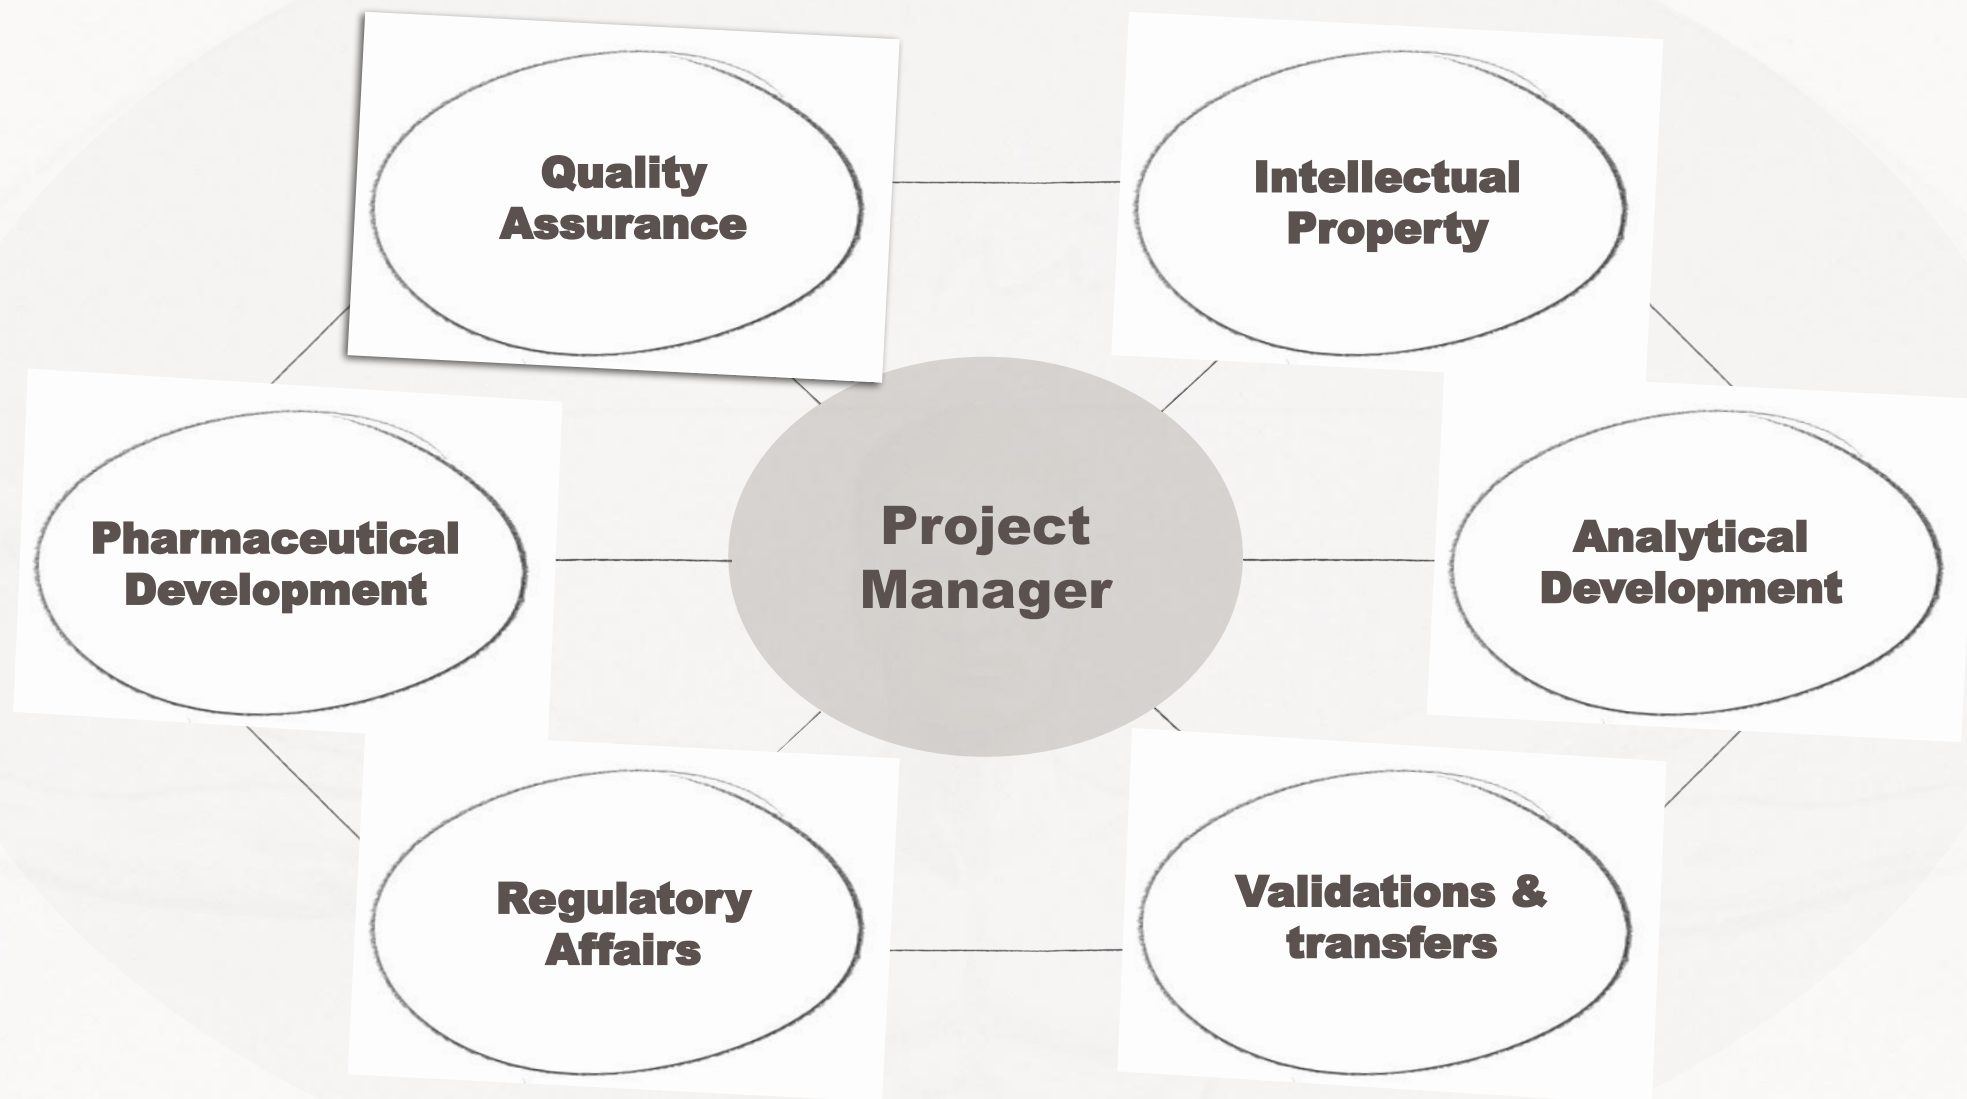 Quality
Assurance
Intellectual
Property
Pharmaceutical
Development
Project
Manager
Analytical
Development
Regulatory
Affairs
Validations &
transfers